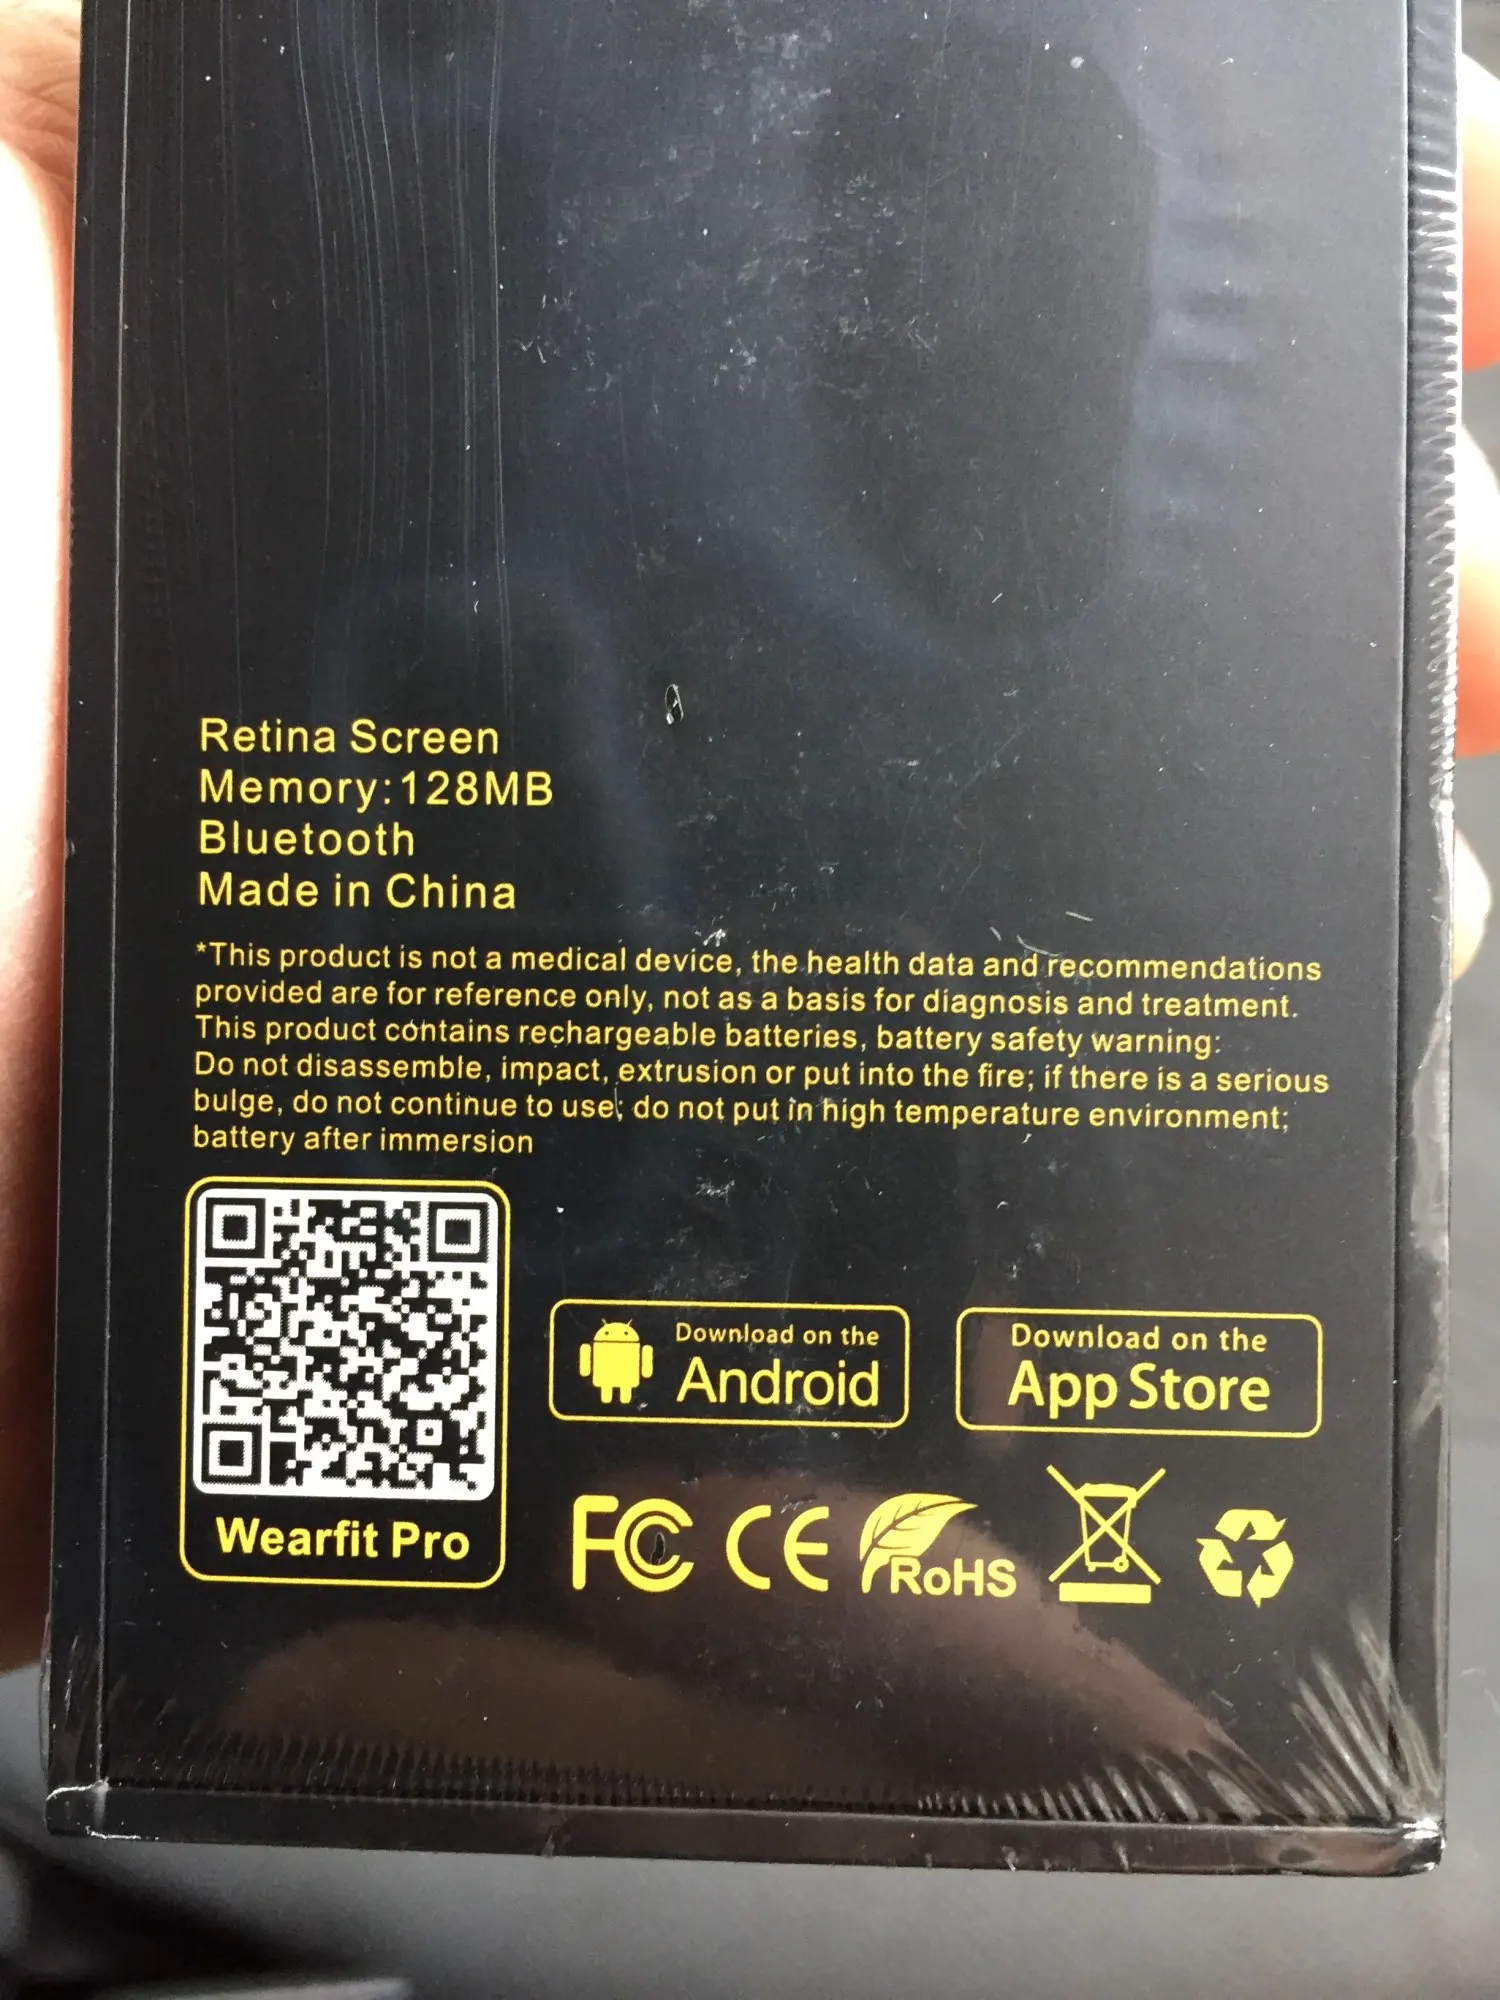 Retina Screen
Memory:128MB
Bluetooth
Made in China
*This product is not a medical device, the health data and recommendations
provided are for reference only, not as a basis for diagnosis and treatment.
This product contains rechargeable batteries, battery safety warning:
Do not disassemble, impact, extrusion or put into the fire; if there is a serious
bulge, do not continue to use; do not put in high temperature environment;
battery after immersion
Download on the
Android
Download on the
App Store
Wearfit Pro
FC CE RoHS